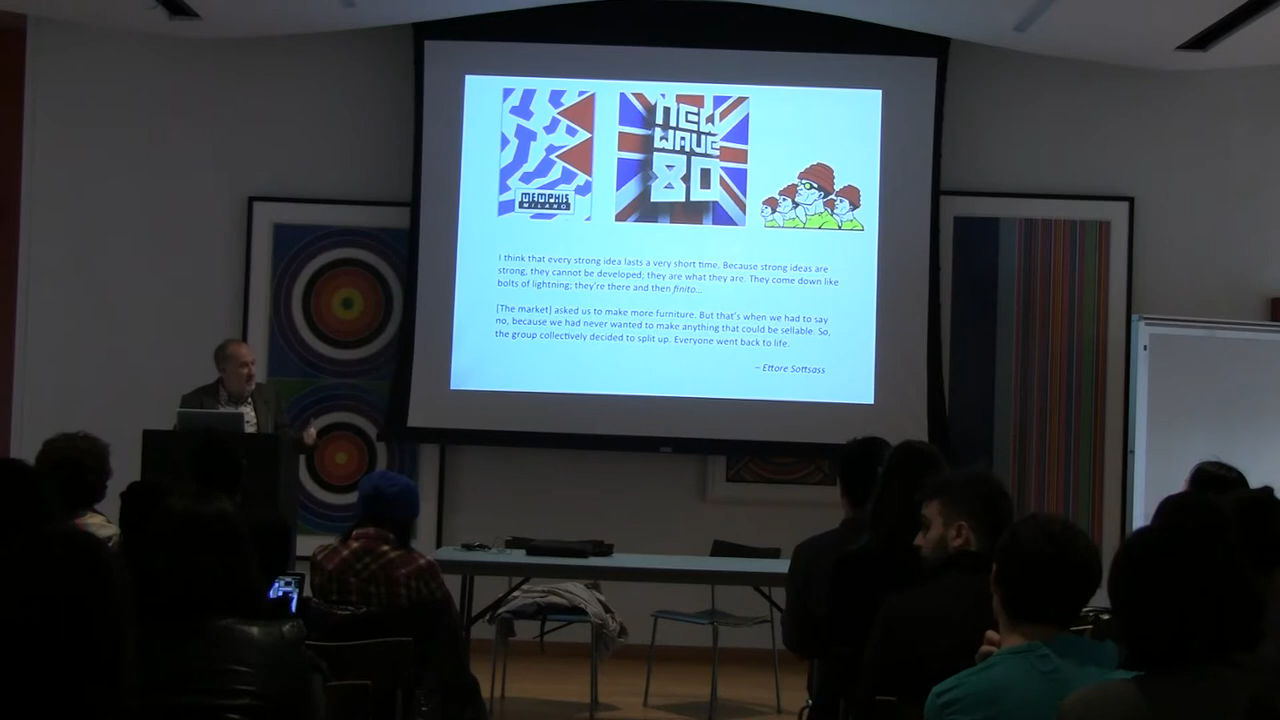 MEMPHIS
MILANO
NEW
WAVE
80
I think that every strong idea lasts a very short time. Because strong ideas are
strong, they cannot be developed; they are what they are. They come down like
bolts of lightning; they're there and then finito...
[The market] asked us to make more furniture. But that's when we had to say
no, because we had never wanted to make anything that could be sellable. So,
the group collectively decided to split up. Everyone went back to life.
– Ettore Sottsass